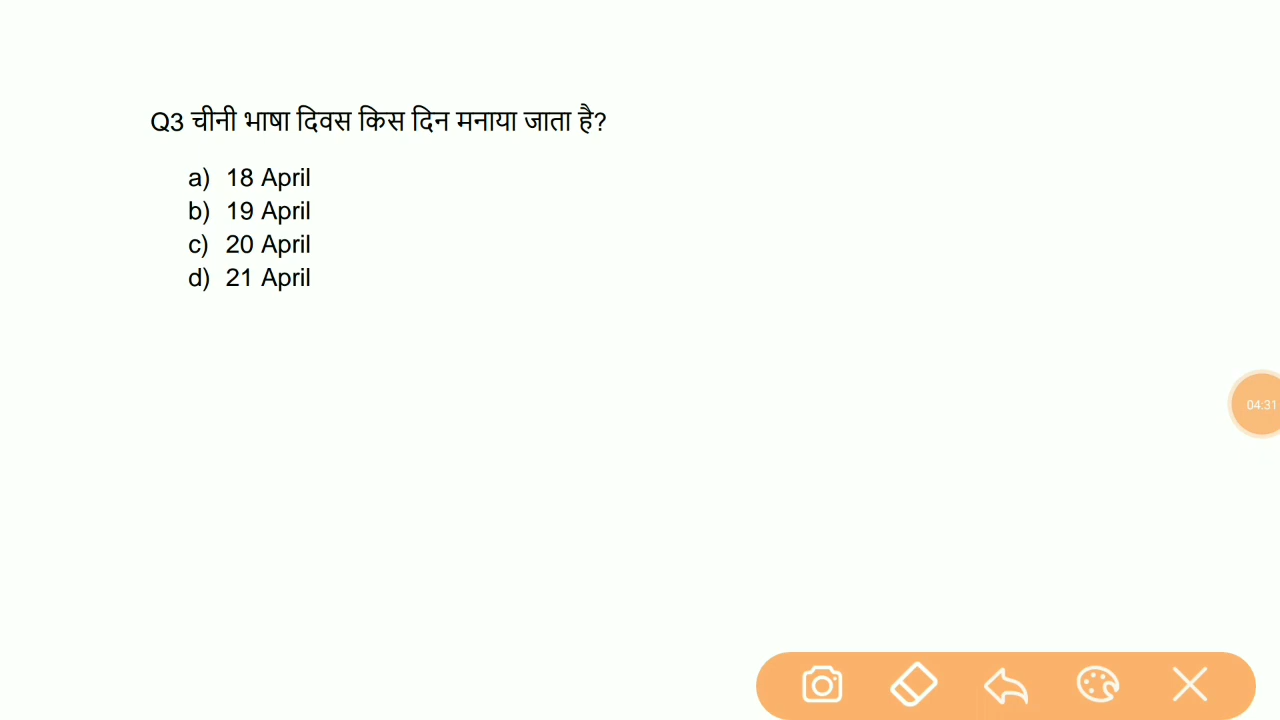 Q3 चीनी भाषा दिवस किस दिन मनाया जाता है?
a) 18 April
b) 19 April
c) 20 April
d) 21 April
04:31